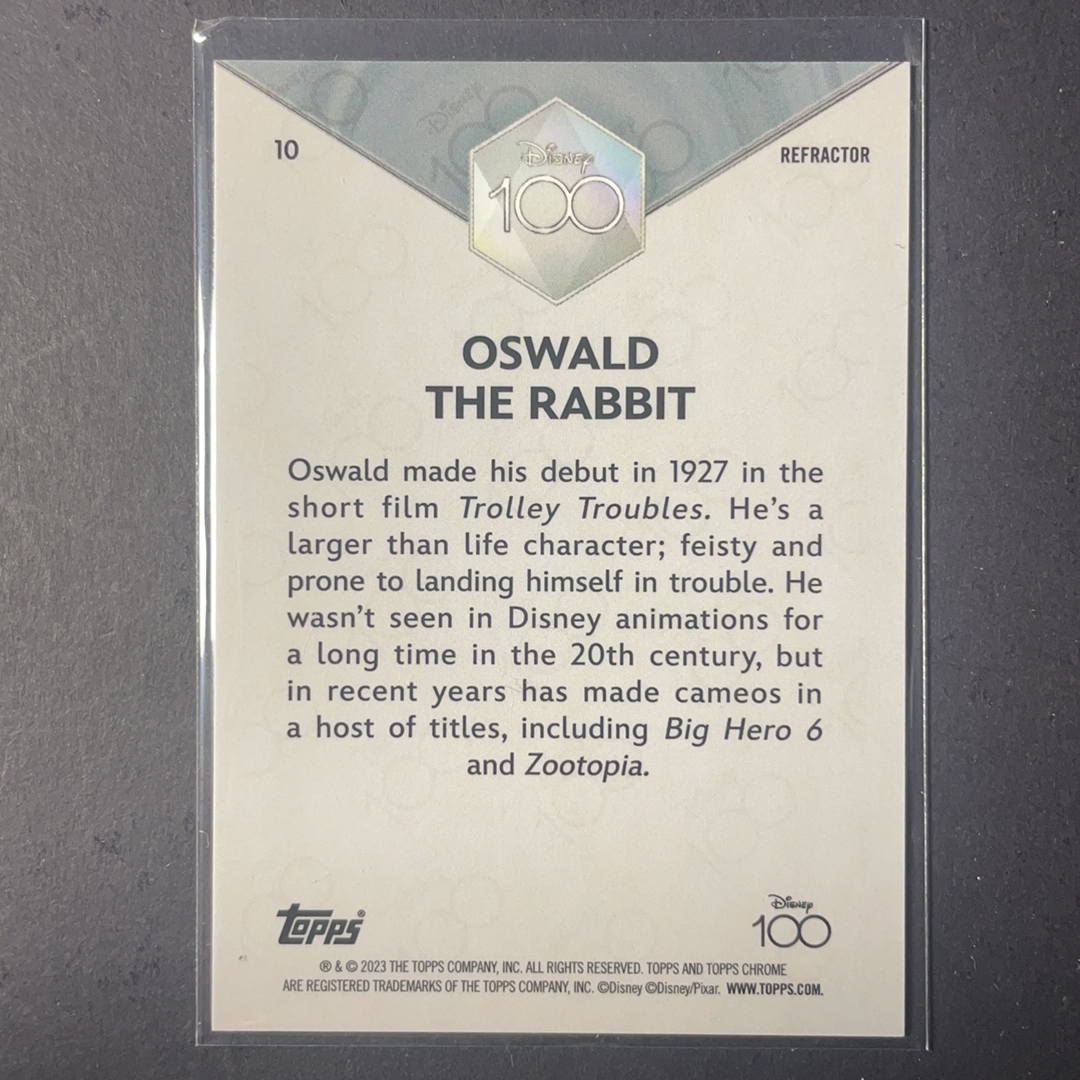 10
REFRACTOR
Disney
100
OSWALD
THE RABBIT
Oswald made his debut in 1927 in the
short film Trolley Troubles. He's a
larger than life character; feisty and
prone to landing himself in trouble. He
wasn't seen in Disney animations for
a long time in the 20th century, but
in recent years has made cameos in
a host of titles, including Big Hero 6
and Zootopia.
Topps®
Disney
100
® & © 2023 THE TOPPS COMPANY, INC. ALL RIGHTS RESERVED. TOPPS AND TOPPS CHROME
ARE REGISTERED TRADEMARKS OF THE TOPPS COMPANY, INC. ©Disney ©Disney/Pixar. WWW.TOPPS.COM.